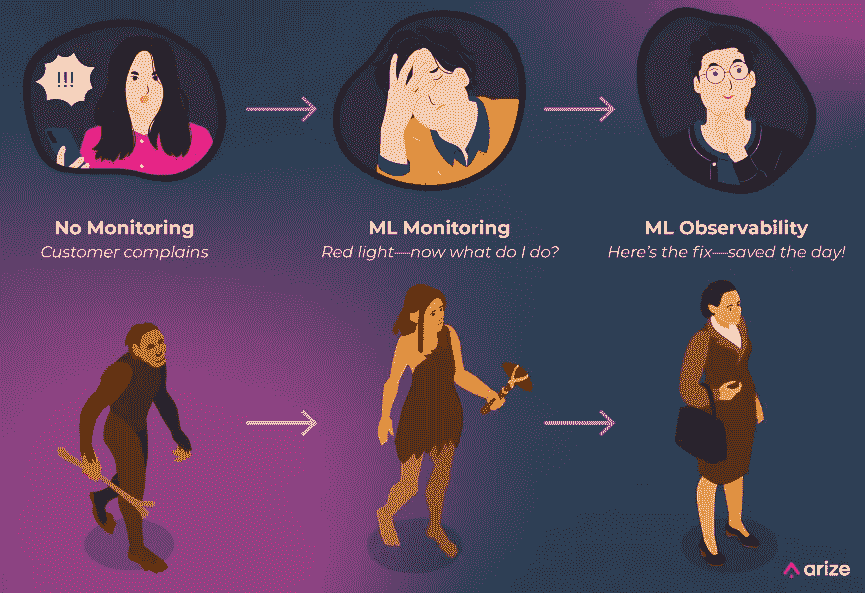 !!!
No Monitoring
Customer complains
ML Monitoring
Red light—now what do I do?
ML Observability
Here's the fix—saved the day!
arize